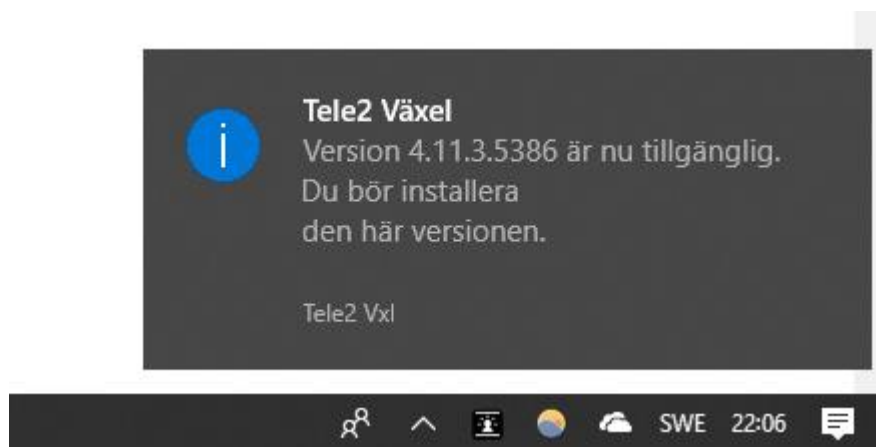 Tele2 Växel
Version 4.11.3.5386 är nu tillgänglig.
Du bör installera
den här versionen.
Tele2 Vxl
SWE 22:06